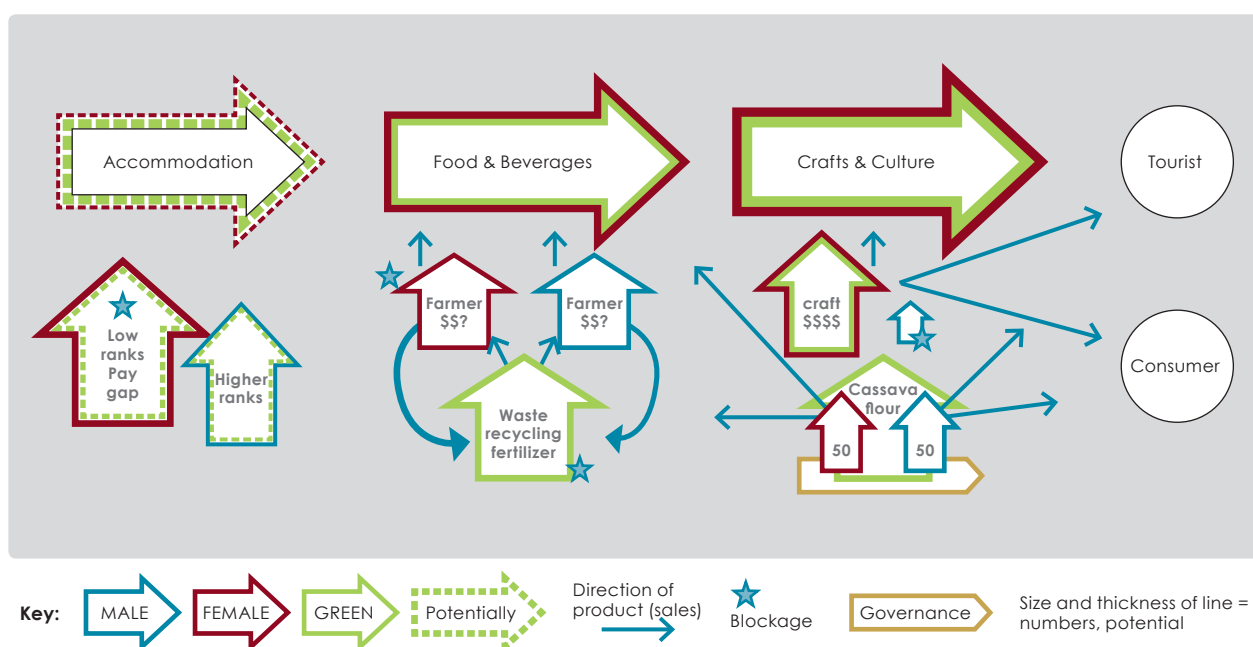 Accommodation
Food & Beverages
Crafts & Culture
Tourist
Low
ranks
Pay
gap
Higher
ranks
Farmer
$$?
Farmer
$$?
Waste
recycling
fertilizer
craft
$$$$
Cassava
flour
50
50
Consumer
Key:
MALE
FEMALE
GREEN
Potentially
Direction of
product (sales)
Blockage
Governance
Size and thickness of line =
numbers, potential